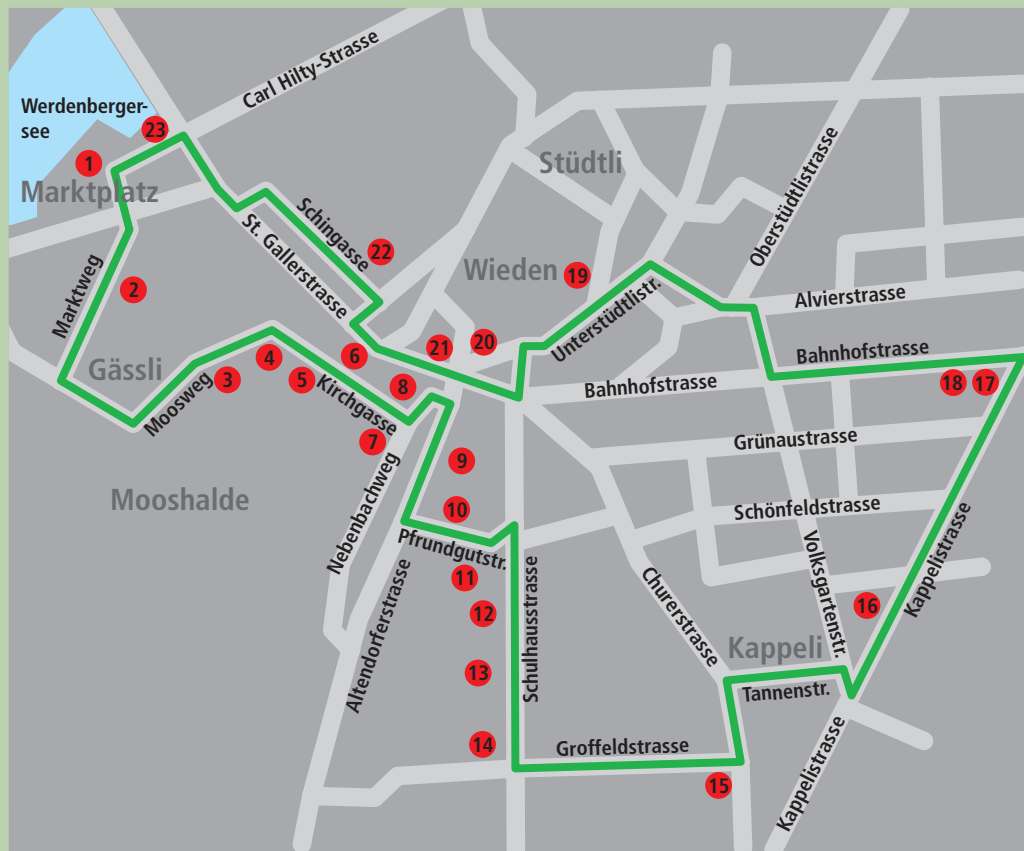 Carl Hilty-Strasse
Werdenberger-
see
23
1
Marktplatz
Stüdtli
Oberstüdtlistrasse
Schingasse
St. Gallerstrasse
22
Wieden
19
Marktweg
2
Unterstüdtlistr.
Alvierstrasse
Gässli
6
21
20
Bahnhofstrasse
4
3
5
8
Moosweg
Kirchgasse
Bahnhofstrasse
18
17
7
Grünaustrasse
9
Mooshalde
Nebenbachweg
10
Schönfeldstrasse
Pfrundgutstr.
11
12
Altendorferstrasse
Schulhausstrasse
Churerstrasse
Volksgartenstr.
16
Kappelistrasse
Kappeli
13
Tannenstr.
14
Groffeldstrasse
15
Kappelistrasse